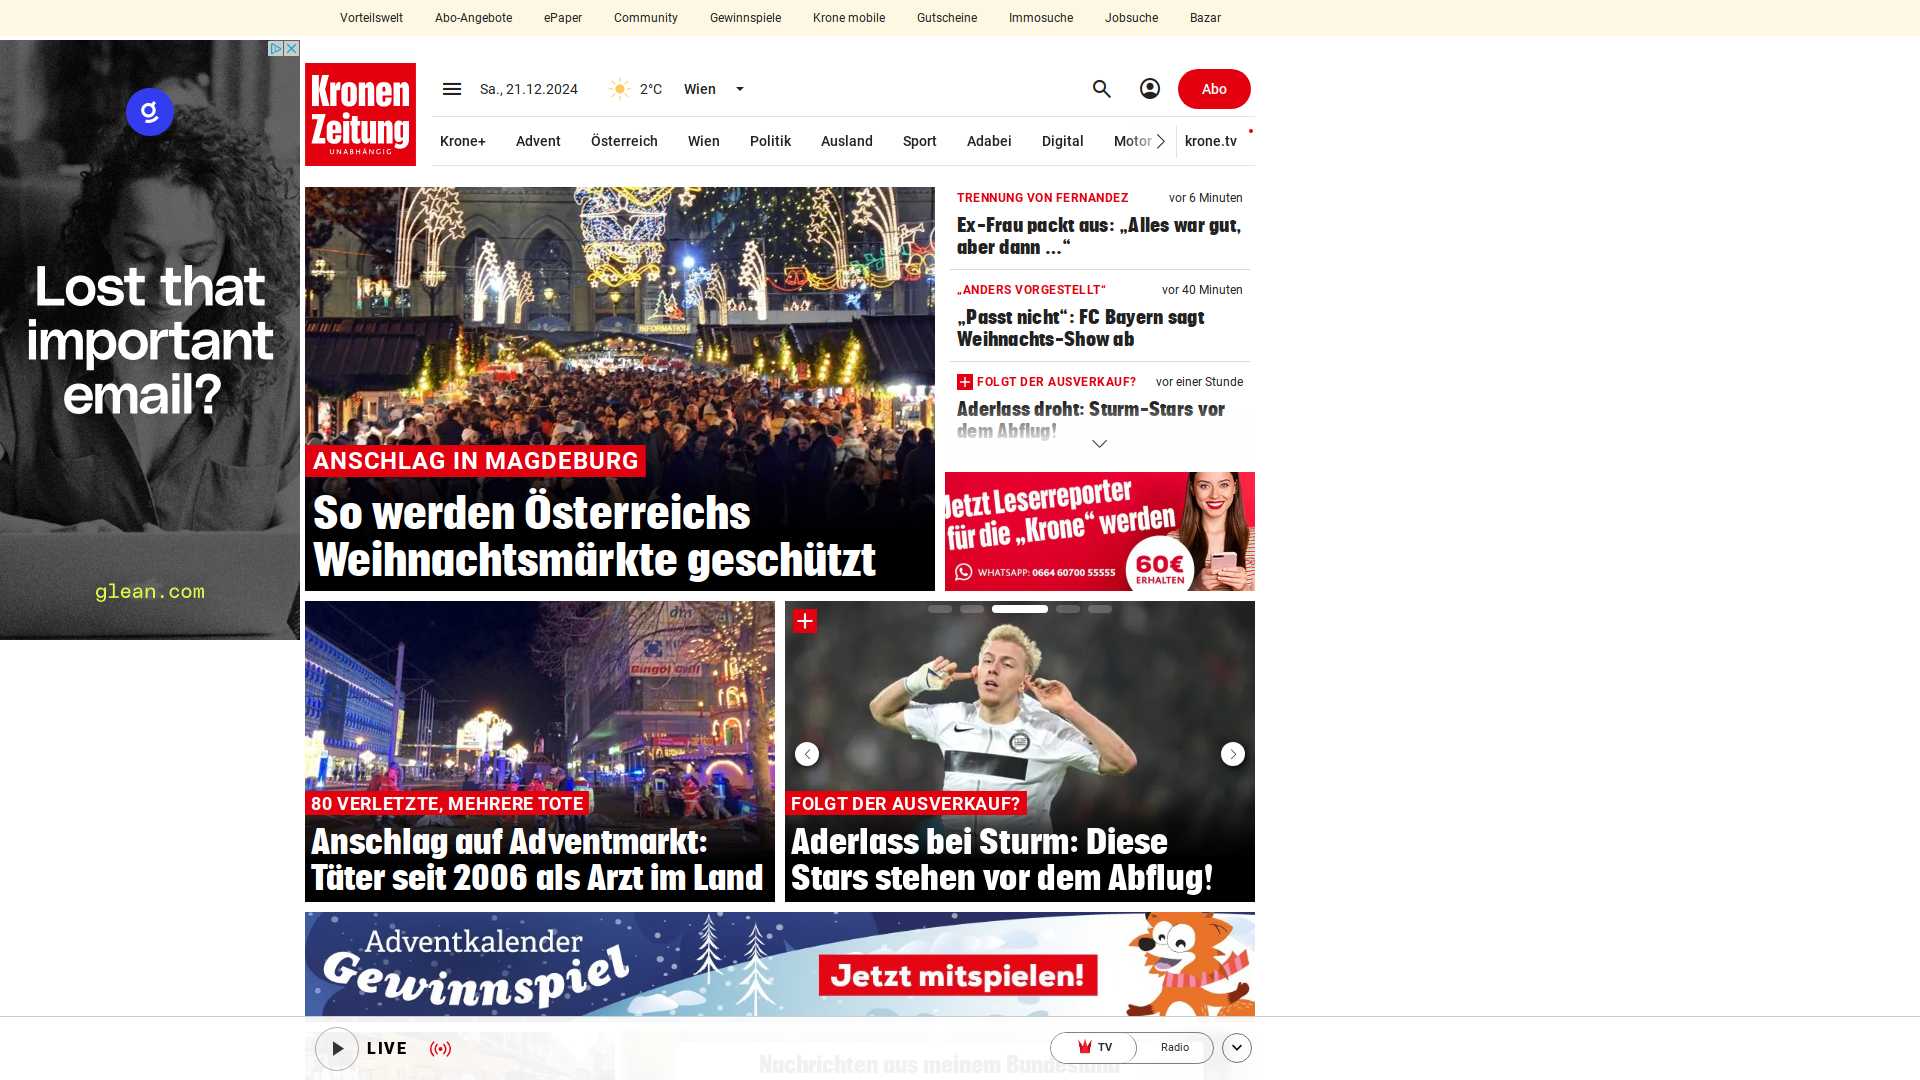 Vorteilswelt
Abo-Angebote
ePaper
Community
Gewinnspiele
Krone mobile
Gutscheine
Immosuche
Jobsuche
Bazar
Lost that
important
email?
glean.com
Kronen
Zeitung
UNABHÄNGIG
Sa., 21.12.2024
2°C
Wien
Abo
Krone+
Advent
Österreich
Wien
Politik
Ausland
Sport
Adabei
Digital
Motor
krone.tv
INFORMATION
ANSCHLAG IN MAGDEBURG
So werden Österreichs
Weihnachtsmärkte geschützt
TRENNUNG VON FERNANDEZ
vor 6 Minuten
Ex-Frau packt aus: „Alles war gut,
aber dann ...“
„ANDERS VORGESTELLT“
vor 40 Minuten
„Passt nicht“: FC Bayern sagt
Weihnachts-Show ab
FOLGT DER AUSVERKAUF?
vor einer Stunde
Aderlass droht: Sturm-Stars vor
dem Abflug!
Jetzt Leserreporter
für die „Krone“ werden
WHATSAPP: 0664 60700 55555
60€
ERHALTEN
dm
Bingöl Grill
80 VERLETZTE, MEHRERE TOTE
Anschlag auf Adventmarkt:
Täter seit 2006 als Arzt im Land
FOLGT DER AUSVERKAUF?
Aderlass bei Sturm: Diese
Stars stehen vor dem Abflug!
Adventkalender
Gewinnspiel
Jetzt mitspielen!
LIVE
TV
Radio
Nachrichten aus meinem Bundesland